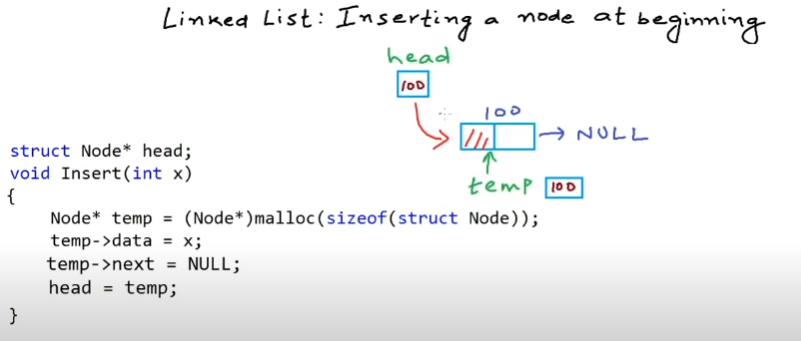 Linked List: Inserting a node at beginning
head
100
100
→ NULL
temp 100
struct Node* head;
void Insert(int x)
{
Node* temp = (Node*)malloc(sizeof(struct Node));
temp->data = x;
temp->next = NULL;
head = temp;
}